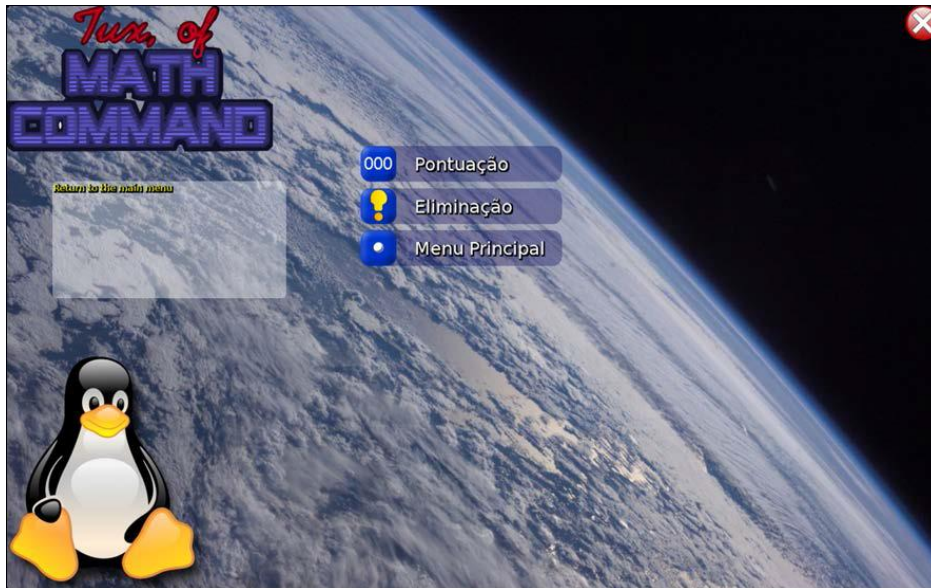 Tux, of
MATH
COMMAND
Return to the main menu
000 Pontuação
Eliminação
Menu Principal